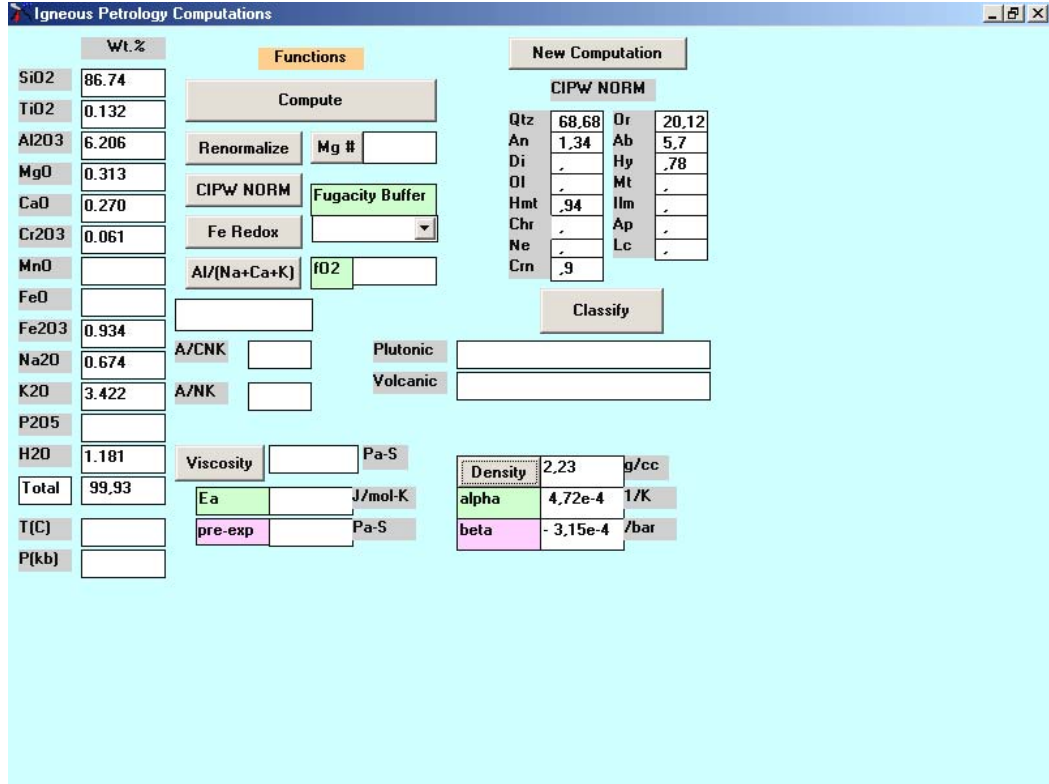 Igneous Petrology Computations
Wt.%
SiO2 86.74
TiO2 0.132
Al2O3 6.206
MgO 0.313
CaO 0.270
Cr2O3 0.061
MnO
FeO
Fe2O3 0.934
Na2O 0.674
K2O 3.422
P2O5
H2O 1.181
Total 99,93
T(C)
P(kb)
Functions
Compute
Renormalize Mg #
CIPW NORM Fugacity Buffer
Fe Redox
Al/(Na+Ca+K) fO2
A/CNK
A/NK
Viscosity Pa-S
Ea J/mol-K
pre-exp Pa-S
New Computation
CIPW NORM
Qtz 68,68 Or 20,12
An 1,34 Ab 5,7
Di , Hy ,78
Ol , Mt ,
Hmt ,94 Ilm ,
Chr , Ap ,
Ne , Lc ,
Crn ,9
Classify
Plutonic
Volcanic
Density 2,23 g/cc
alpha 4,72e-4 1/K
beta - 3,15e-4 /bar